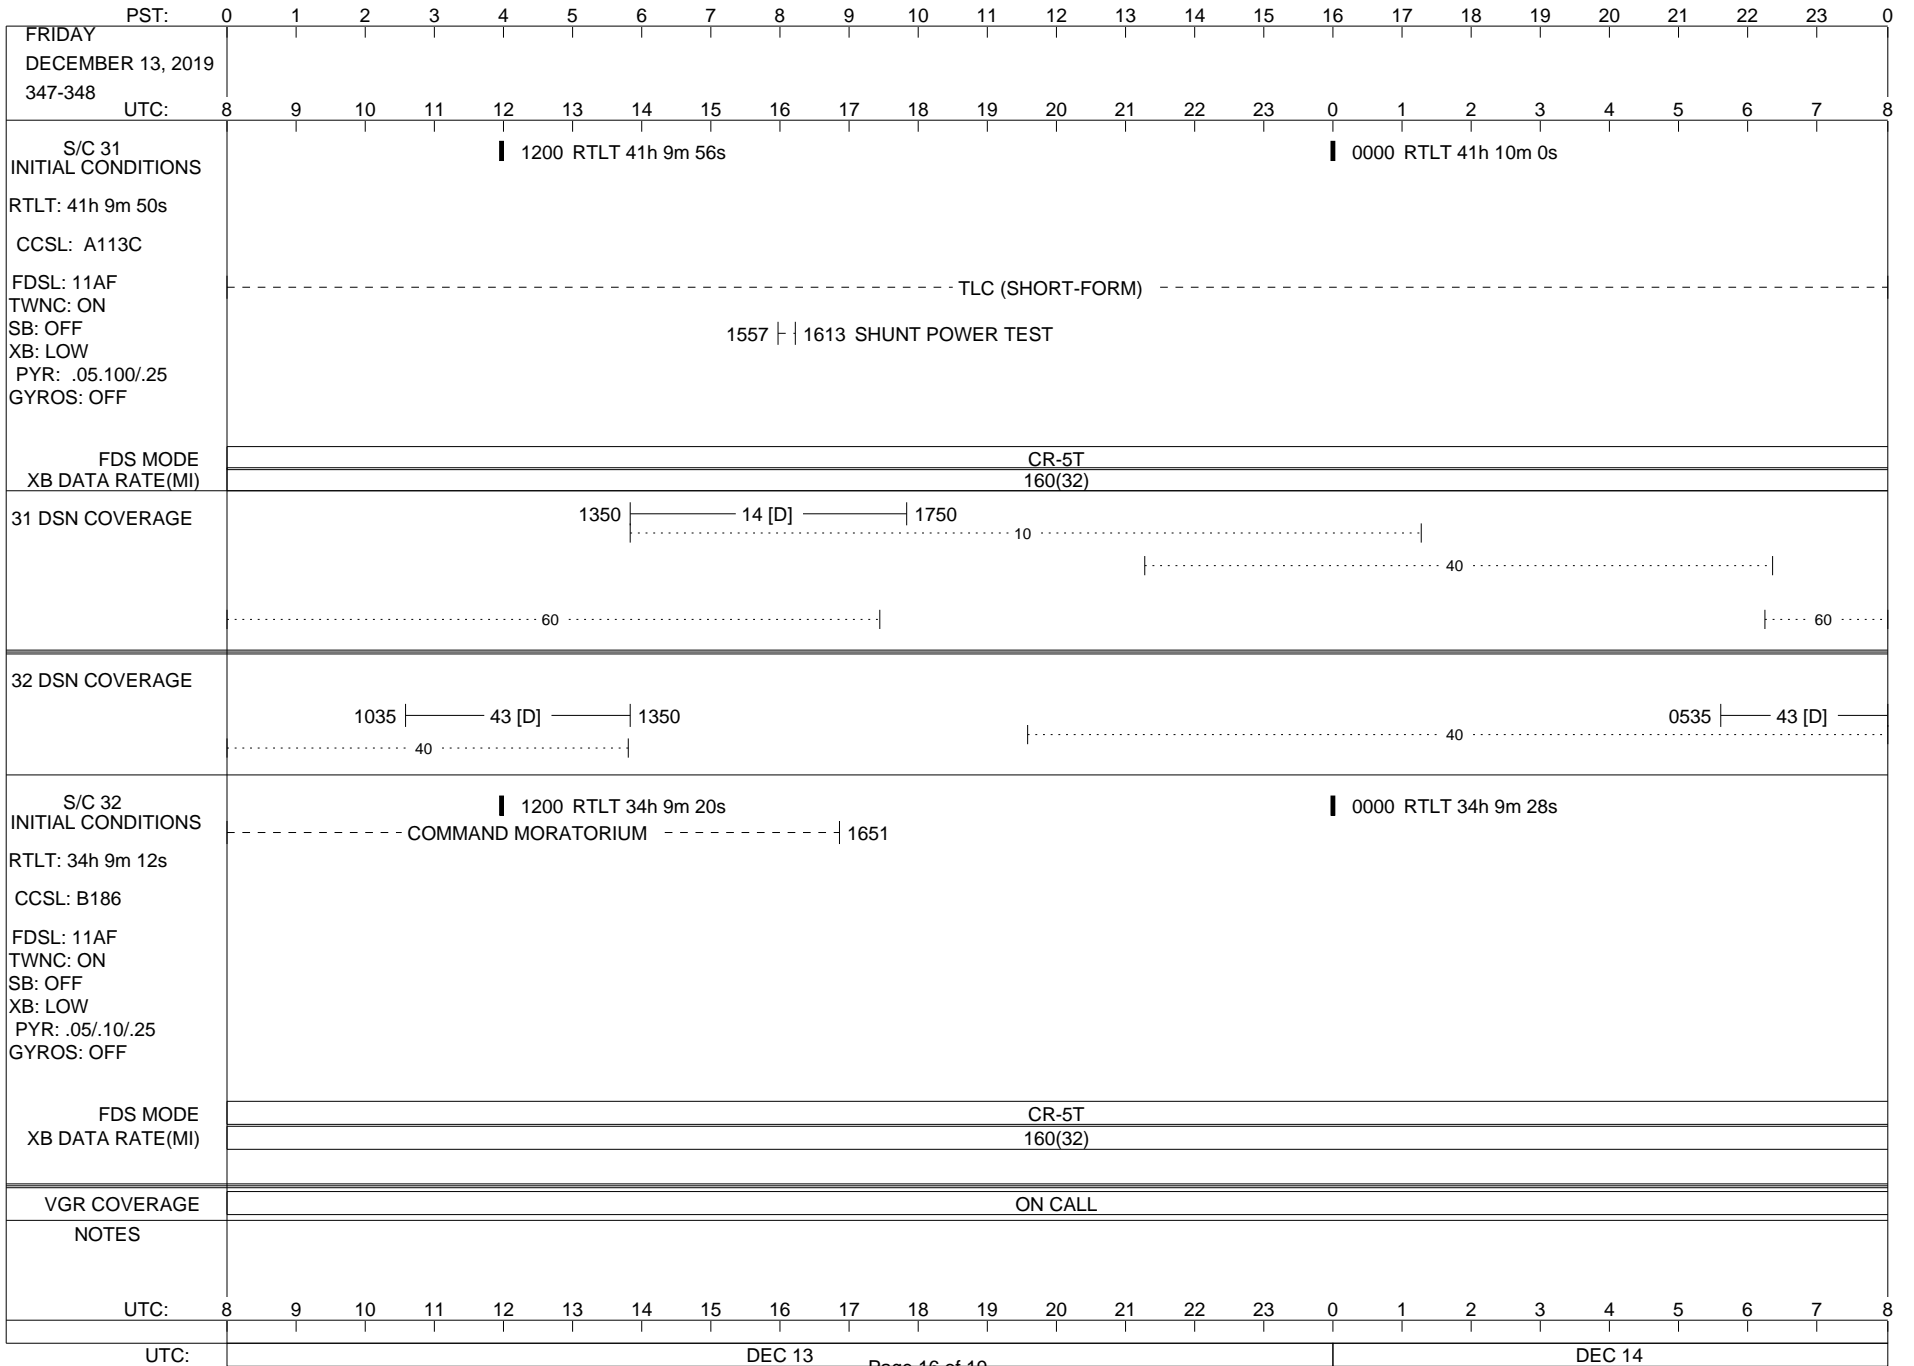 PST: 0 1 2 3 4 5 6 7 8 9 10 11 12 13 14 15 16 17 18 19 20 21 22 23 0
FRIDAY
DECEMBER 13, 2019
347-348
UTC: 8 9 10 11 12 13 14 15 16 17 18 19 20 21 22 23 0 1 2 3 4 5 6 7 8
S/C 31
INITIAL CONDITIONS
1200 RTLT 41h 9m 56s
0000 RTLT 41h 10m 0s
RTLT: 41h 9m 50s
CCSL: A113C
FDSL: 11AF
TLC (SHORT-FORM)
TWNC: ON
SB: OFF
1557 1613 SHUNT POWER TEST
XB: LOW
PYR: .05.100/.25
GYROS: OFF
FDS MODE CR-5T
XB DATA RATE(MI) 160(32)
31 DSN COVERAGE
1350 14 [D] 1750
10
40
60 60
32 DSN COVERAGE
1035 43 [D] 1350 0535 43 [D]
40
40
S/C 32
INITIAL CONDITIONS
1200 RTLT 34h 9m 20s
0000 RTLT 34h 9m 28s
COMMAND MORATORIUM 1651
RTLT: 34h 9m 12s
CCSL: B186
FDSL: 11AF
TWNC: ON
SB: OFF
XB: LOW
PYR: .05/.10/.25
GYROS: OFF
FDS MODE CR-5T
XB DATA RATE(MI) 160(32)
VGR COVERAGE ON CALL
NOTES
UTC: 8 9 10 11 12 13 14 15 16 17 18 19 20 21 22 23 0 1 2 3 4 5 6 7 8
UTC: DEC 13 DEC 14
Page 16 of 19